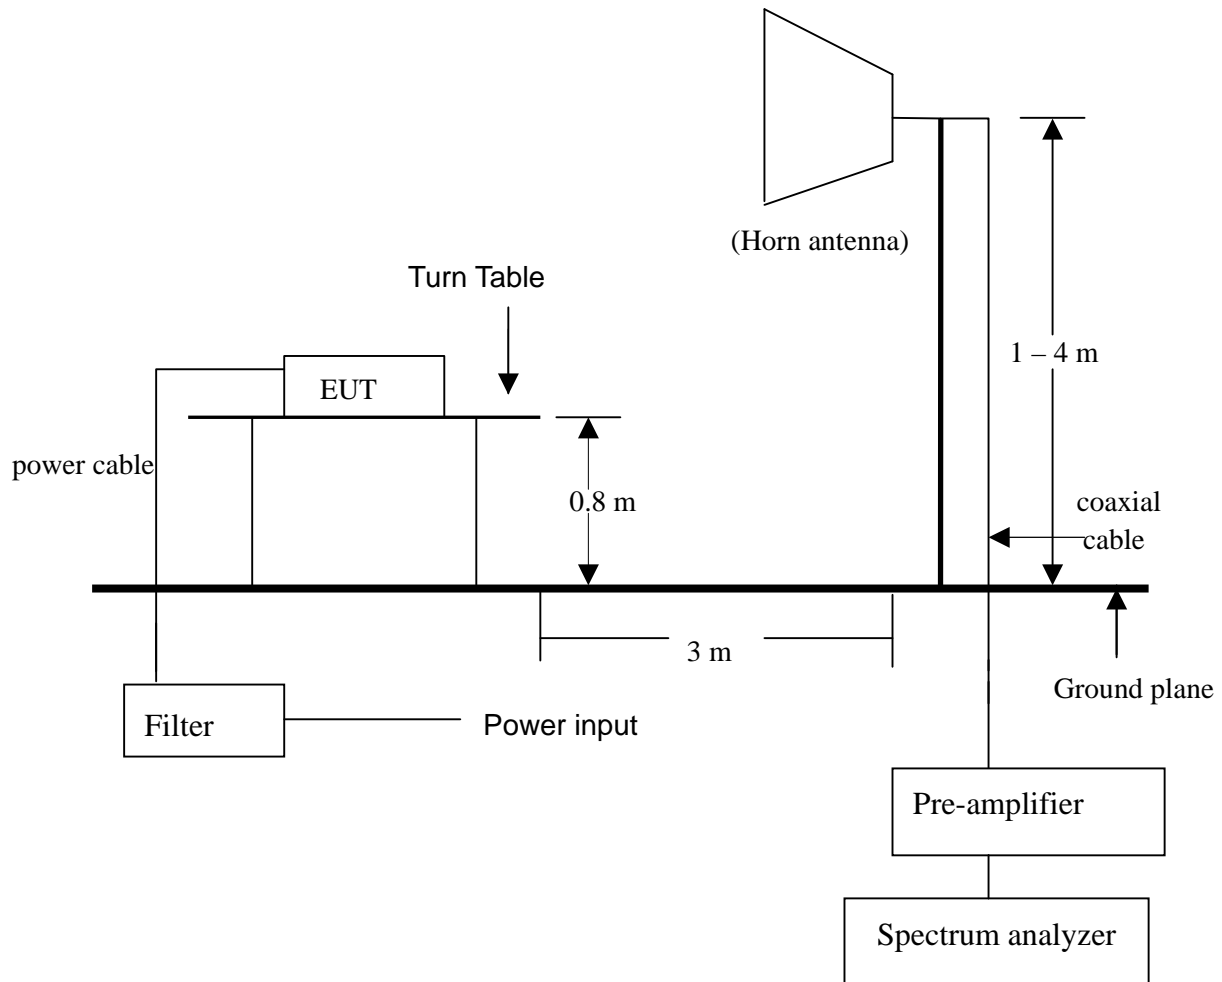 (Horn antenna)
Turn Table
1 – 4 m
EUT
power cable
0.8 m
coaxial
cable
3 m
Ground plane
Filter
Power input
Pre-amplifier
Spectrum analyzer